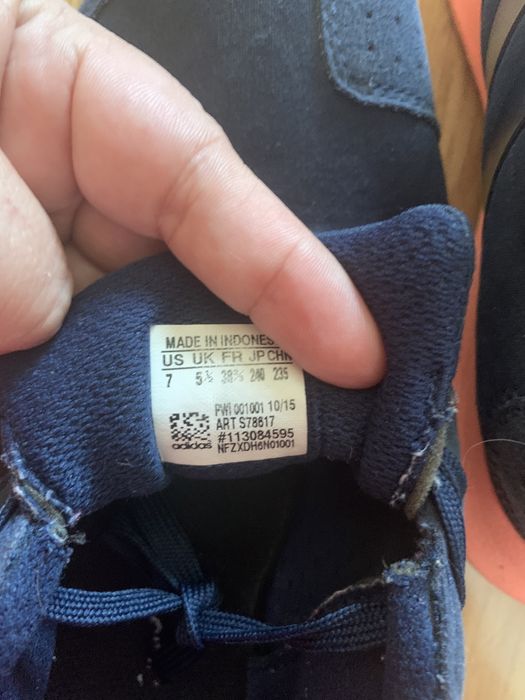 MADE IN INDONES
US UK FR JP CHN
7 5½ 38⅔ 240 235
PWI 001001 10/15
ART S78617
#113084595
adidas NFZXDH6N01001